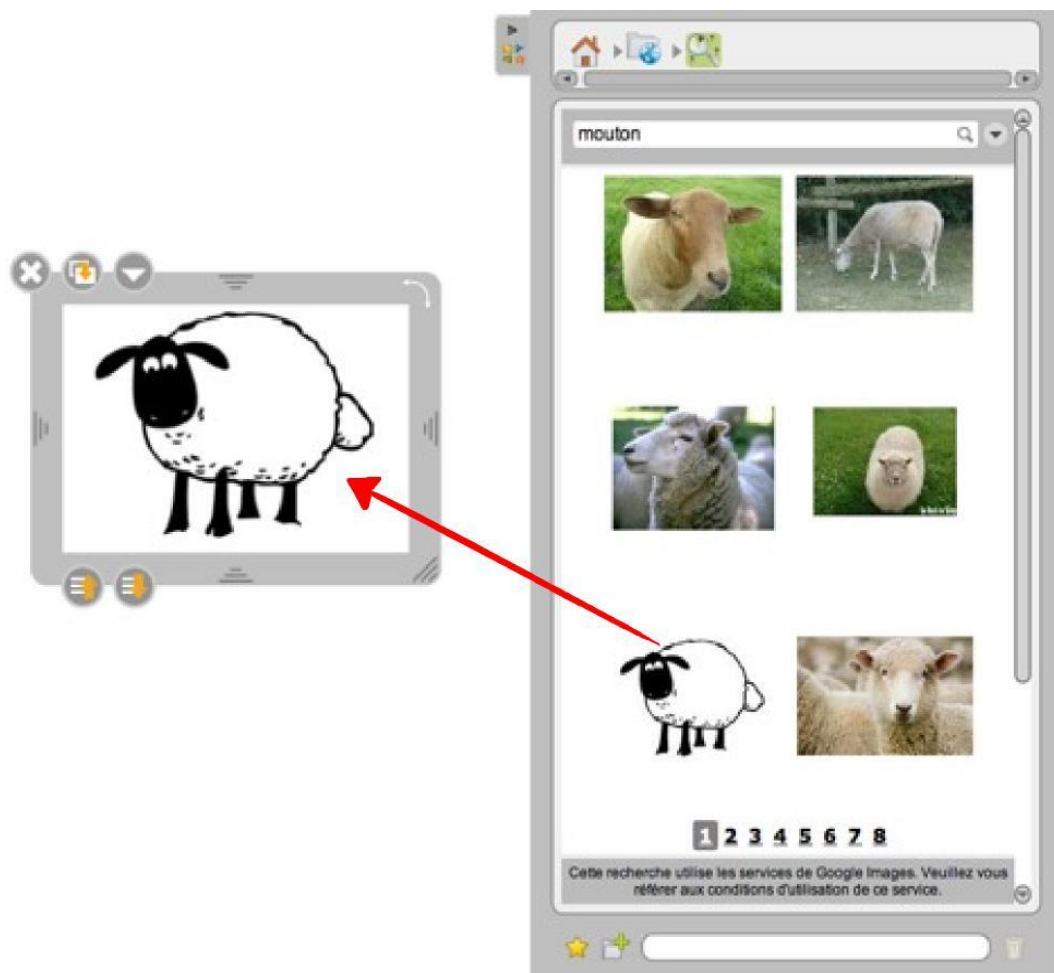 mouton
1 2 3 4 5 6 7 8
Cette recherche utilise les services de Google Images. Veuillez vous
référer aux conditions d'utilisation de ce service.